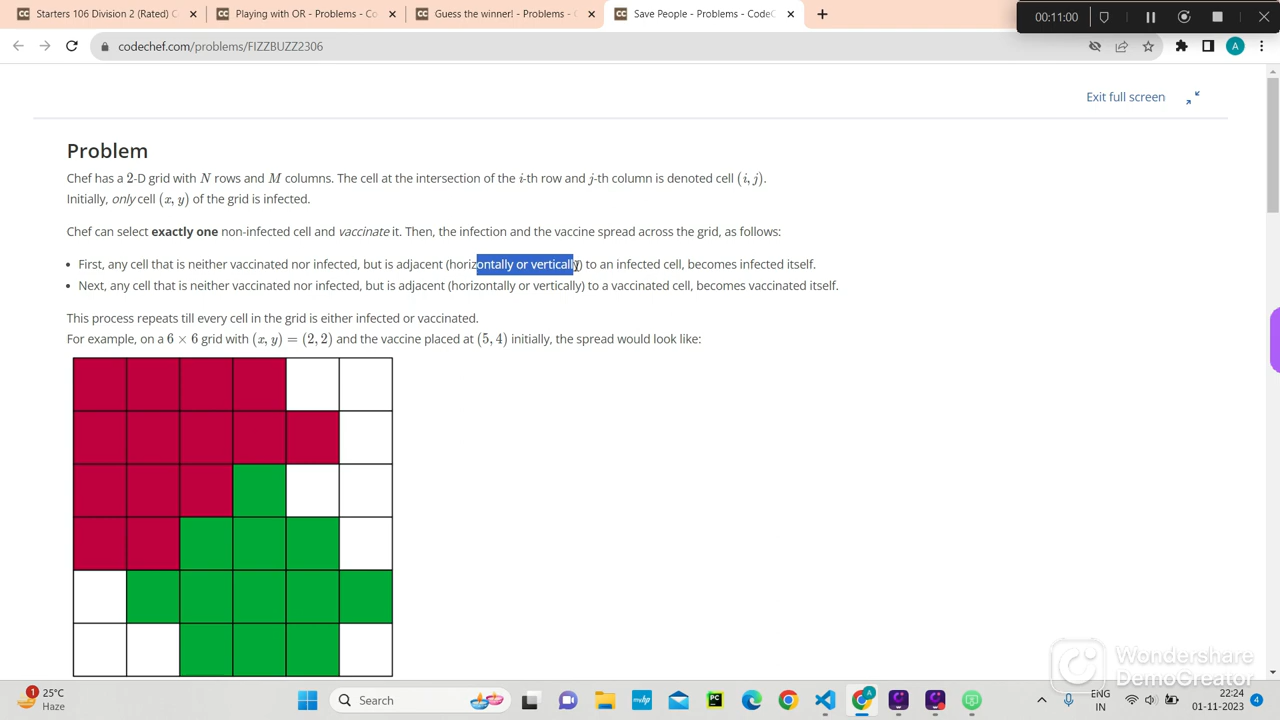 Starters 106 Division 2 (Rated) C
Playing with OR - Problems - Co
Guess the winner! - Problems - C
Save People - Problems - CodeC
00:11:00
codechef.com/problems/FIZZBUZZ2306
A
Exit full screen
Problem
Chef has a 2-D grid with N rows and M columns. The cell at the intersection of the i-th row and j-th column is denoted cell (i, j).
Initially, only cell (x, y) of the grid is infected.
Chef can select exactly one non-infected cell and vaccinate it. Then, the infection and the vaccine spread across the grid, as follows:
• First, any cell that is neither vaccinated nor infected, but is adjacent (horizontally or vertically) to an infected cell, becomes infected itself.
• Next, any cell that is neither vaccinated nor infected, but is adjacent (horizontally or vertically) to a vaccinated cell, becomes vaccinated itself.
This process repeats till every cell in the grid is either infected or vaccinated.
For example, on a 6 × 6 grid with (x, y) = (2, 2) and the vaccine placed at (5, 4) initially, the spread would look like:
Wondershare
DemoCreator
1
25°C
Haze
Search
ENG
IN
22:24
01-11-2023
4